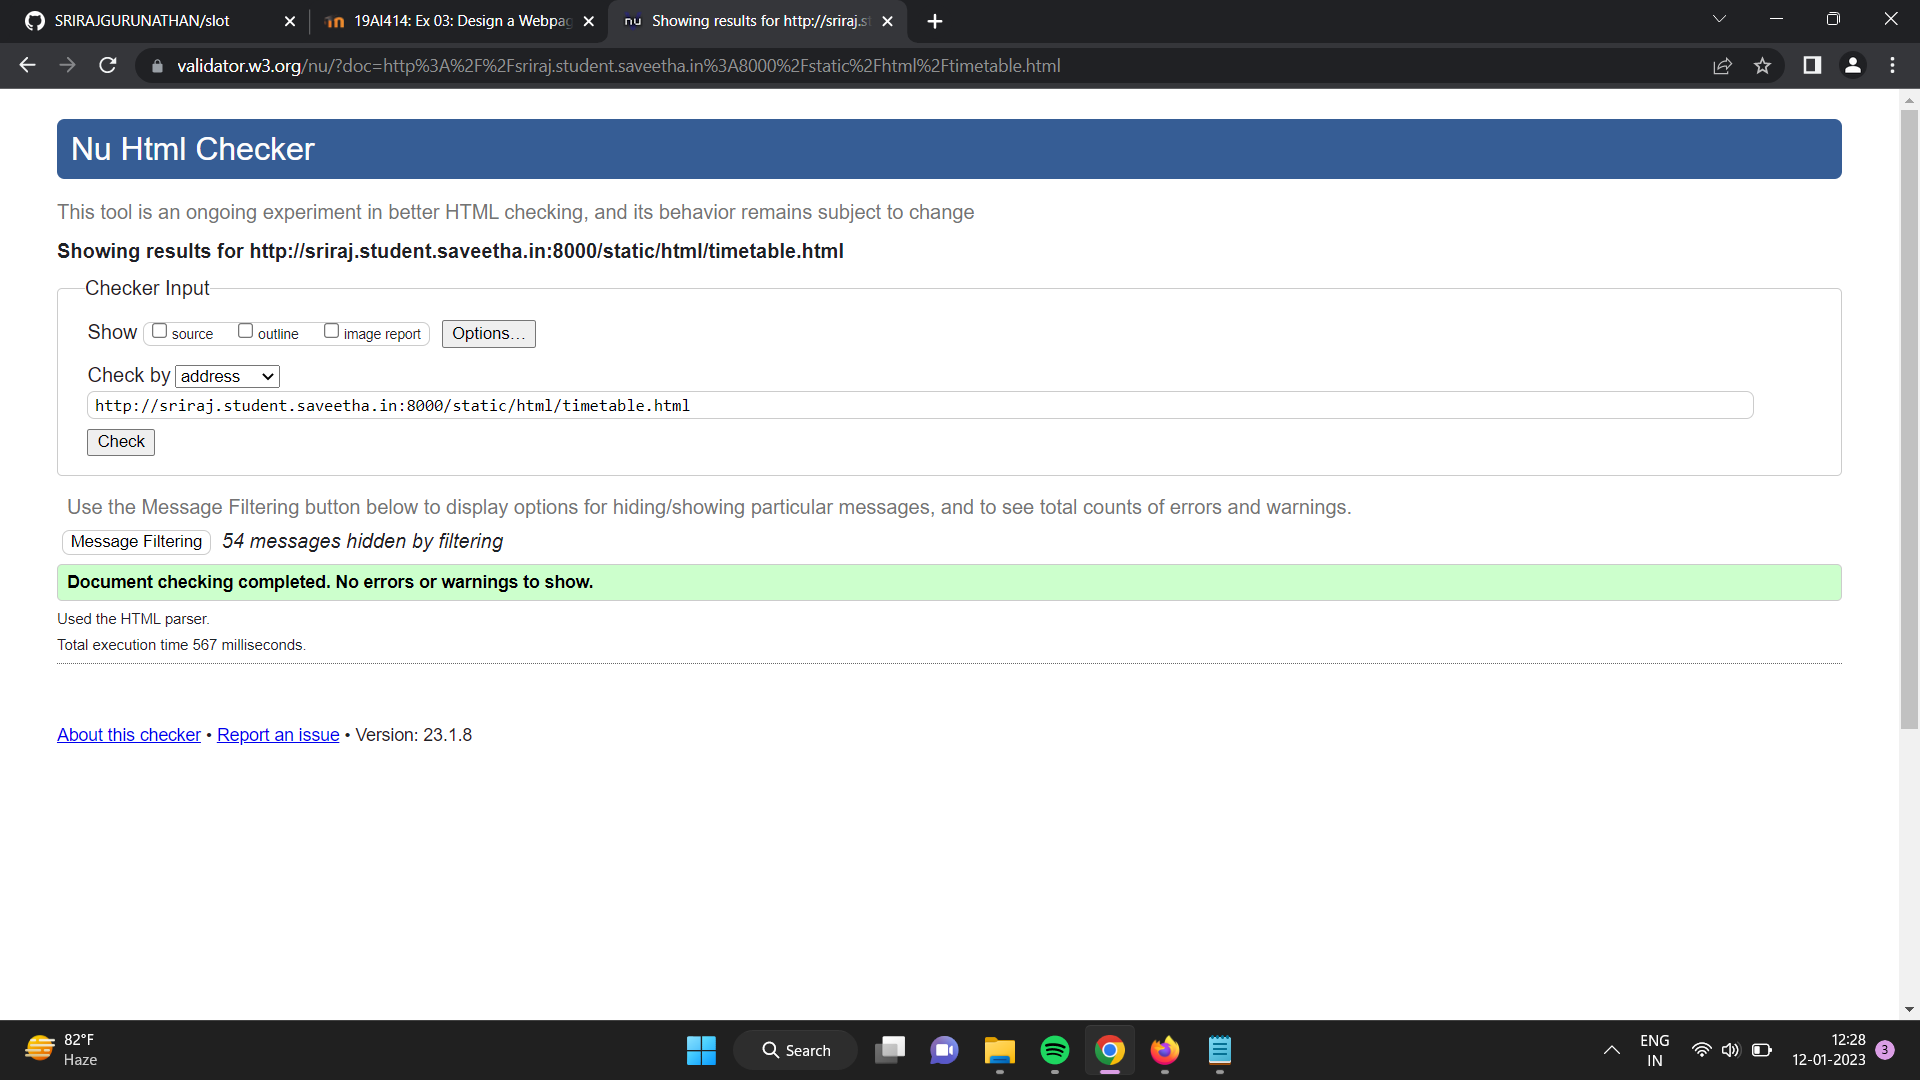 SRIRAJGURUNATHAN/slot
19AI414: Ex 03: Design a Webpag
nu Showing results for http://sriraj.st
validator.w3.org/nu/?doc=http%3A%2F%2Fsriraj.student.saveetha.in%3A8000%2Fstatic%2Fhtml%2Ftimetable.html
Nu Html Checker
This tool is an ongoing experiment in better HTML checking, and its behavior remains subject to change
Showing results for http://sriraj.student.saveetha.in:8000/static/html/timetable.html
Checker Input
Show source outline image report Options…
Check by address
http://sriraj.student.saveetha.in:8000/static/html/timetable.html
Check
Use the Message Filtering button below to display options for hiding/showing particular messages, and to see total counts of errors and warnings.
Message Filtering 54 messages hidden by filtering
Document checking completed. No errors or warnings to show.
Used the HTML parser.
Total execution time 567 milliseconds.
About this checker • Report an issue • Version: 23.1.8
82°F
Haze
Search
ENG
IN
12:28
12-01-2023
3